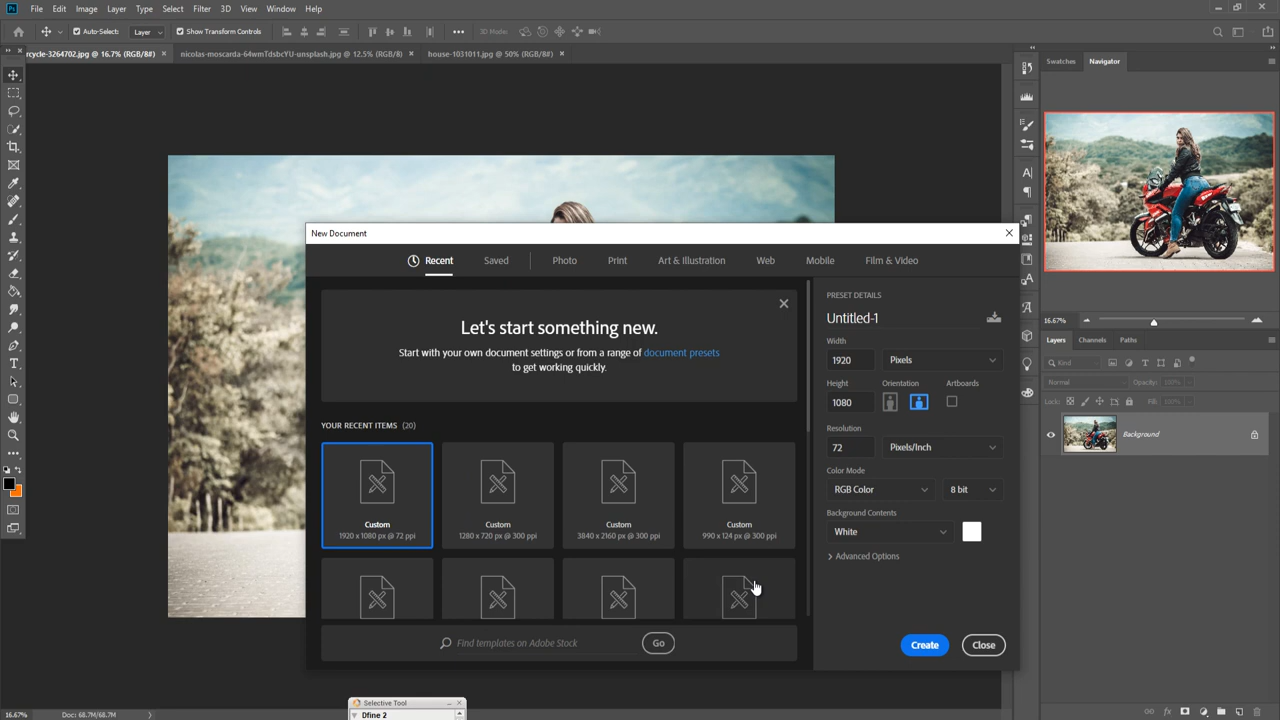 Ps File Edit Image Layer Type Select Filter 3D View Window Help
Auto-Select: Layer Show Transform Controls 3D Mode:
rcycle-3264702.jpg @ 16.7% (RGB/8#) nicolas-moscarda-64wmTdsbcYU-unsplash.jpg @ 12.5% (RGB/8) house-1031011.jpg @ 50% (RGB/8#)
Swatches Navigator
New Document
Recent Saved Photo Print Art & Illustration Web Mobile Film & Video
Let's start something new.
Start with your own document settings or from a range of document presets
to get working quickly.
YOUR RECENT ITEMS (20)
Custom
1920 x 1080 px @ 72 ppi
Custom
1280 x 720 px @ 300 ppi
Custom
3840 x 2160 px @ 300 ppi
Custom
990 x 124 px @ 300 ppi
Find templates on Adobe Stock Go
PRESET DETAILS
Untitled-1
Width
1920 Pixels
Height Orientation Artboards
1080
Resolution
72 Pixels/Inch
Color Mode
RGB Color 8 bit
Background Contents
White
Advanced Options
Create Close
16.67%
Layers Channels Paths
Kind
Normal Opacity: 100%
Lock: Fill: 100%
Background
Selective Tool
Dfine 2
16.67% Doc: 68.7M/68.7M